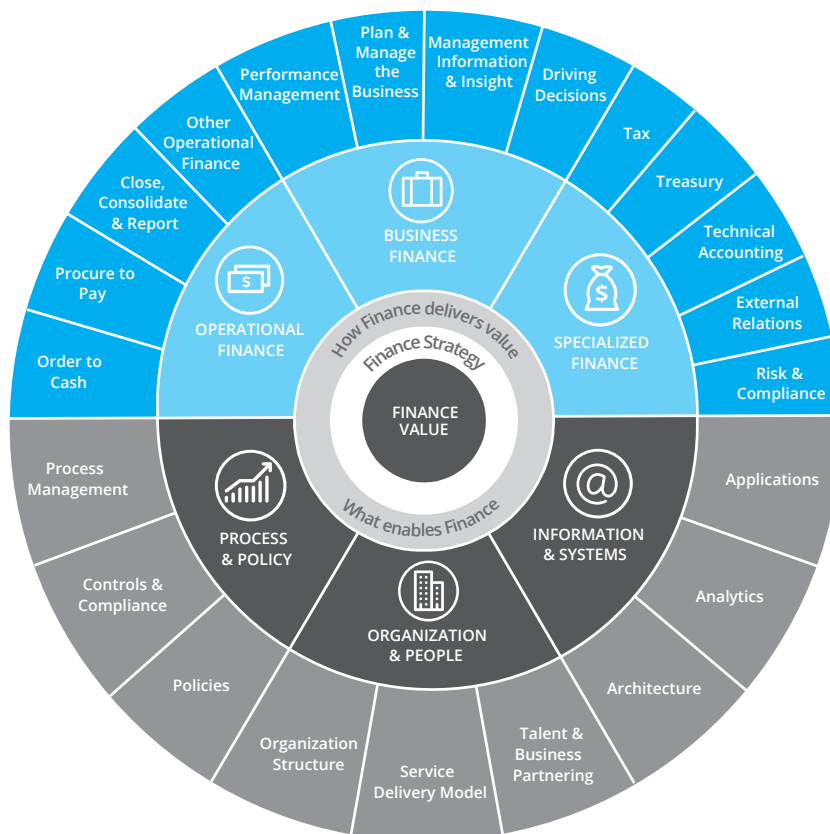 Plan &
Manage
the
Business
Management
Information
& Insight
Performance
Management
Driving
Decisions
Other
Operational
Finance
Tax
Close,
Consolidate
& Report
Treasury
Procure to
Pay
Technical
Accounting
Order to
Cash
External
Relations
Risk &
Compliance
BUSINESS
FINANCE
$
OPERATIONAL
FINANCE
$
SPECIALIZED
FINANCE
How Finance delivers value
Finance Strategy
FINANCE
VALUE
What enables Finance
PROCESS
& POLICY
@
INFORMATION
& SYSTEMS
ORGANIZATION
& PEOPLE
Process
Management
Applications
Controls &
Compliance
Analytics
Policies
Architecture
Organization
Structure
Service
Delivery Model
Talent &
Business
Partnering